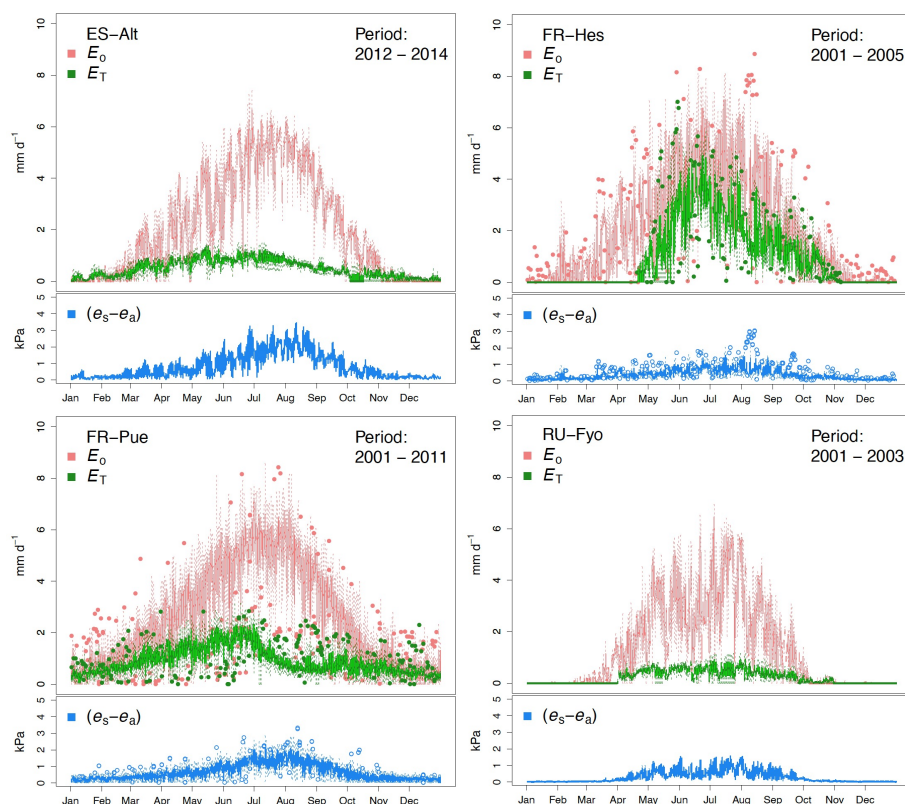 ES–Alt
Period:
2012 – 2014
Eo
ET
mm d⁻¹
10
8
6
4
2
0
(es–ea)
kPa
5
4
3
2
1
0
Jan Feb Mar Apr May Jun Jul Aug Sep Oct Nov Dec
FR–Hes
Period:
2001 – 2005
Eo
ET
mm d⁻¹
10
8
6
4
2
0
(es–ea)
kPa
5
4
3
2
1
0
Jan Feb Mar Apr May Jun Jul Aug Sep Oct Nov Dec
FR–Pue
Period:
2001 – 2011
Eo
ET
mm d⁻¹
10
8
6
4
2
0
(es–ea)
kPa
5
4
3
2
1
0
Jan Feb Mar Apr May Jun Jul Aug Sep Oct Nov Dec
RU–Fyo
Period:
2001 – 2003
Eo
ET
mm d⁻¹
10
8
6
4
2
0
(es–ea)
kPa
5
4
3
2
1
0
Jan Feb Mar Apr May Jun Jul Aug Sep Oct Nov Dec